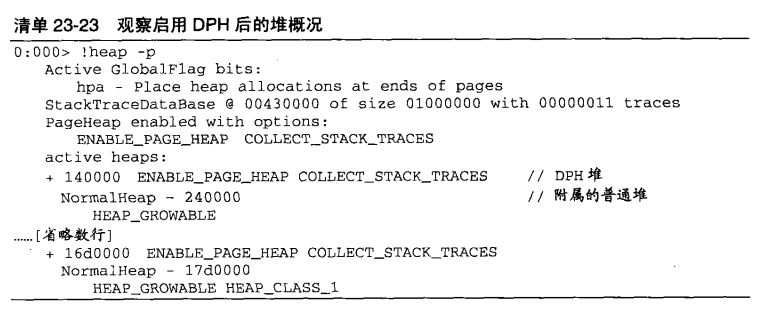 清单 23-23 观察启用 DPH 后的堆概况
0:000> !heap -p
Active GlobalFlag bits:
hpa - Place heap allocations at ends of pages
StackTraceDataBase @ 00430000 of size 01000000 with 00000011 traces
PageHeap enabled with options:
ENABLE_PAGE_HEAP COLLECT_STACK_TRACES
active heaps:
+ 140000 ENABLE_PAGE_HEAP COLLECT_STACK_TRACES // DPH 堆
NormalHeap - 240000 // 附属的普通堆
HEAP_GROWABLE
……[省略数行]
+ 16d0000 ENABLE_PAGE_HEAP COLLECT_STACK_TRACES
NormalHeap - 17d0000
HEAP_GROWABLE HEAP_CLASS_1